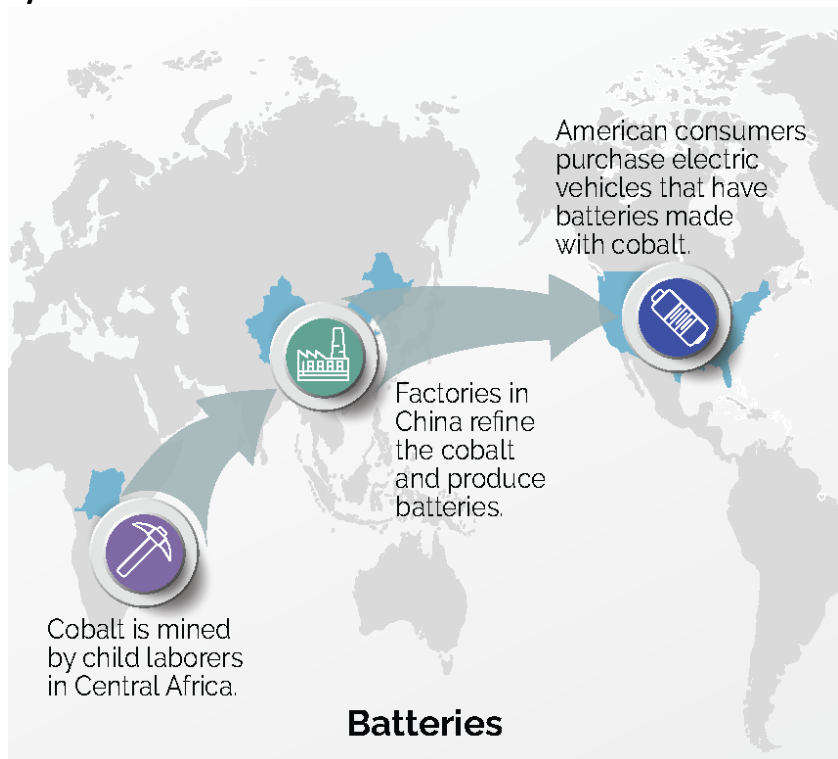 American consumers
purchase electric
vehicles that have
batteries made
with cobalt.
Factories in
China refine
the cobalt
and produce
batteries.
Cobalt is mined
by child laborers
in Central Africa.
Batteries